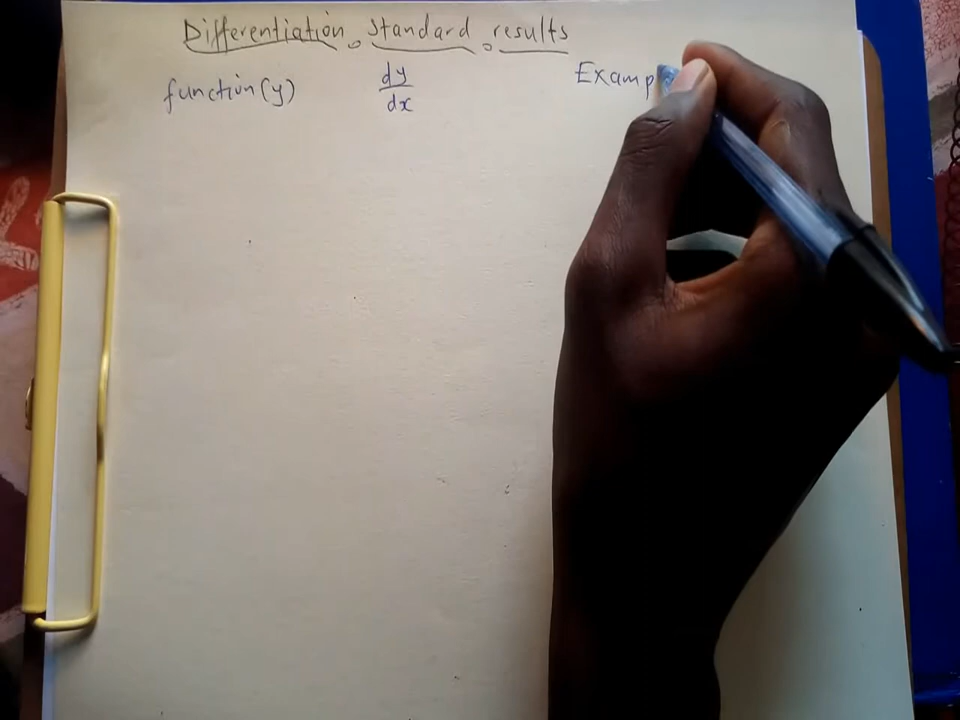 Differentiation standard results
function(y) dy/dx Examp